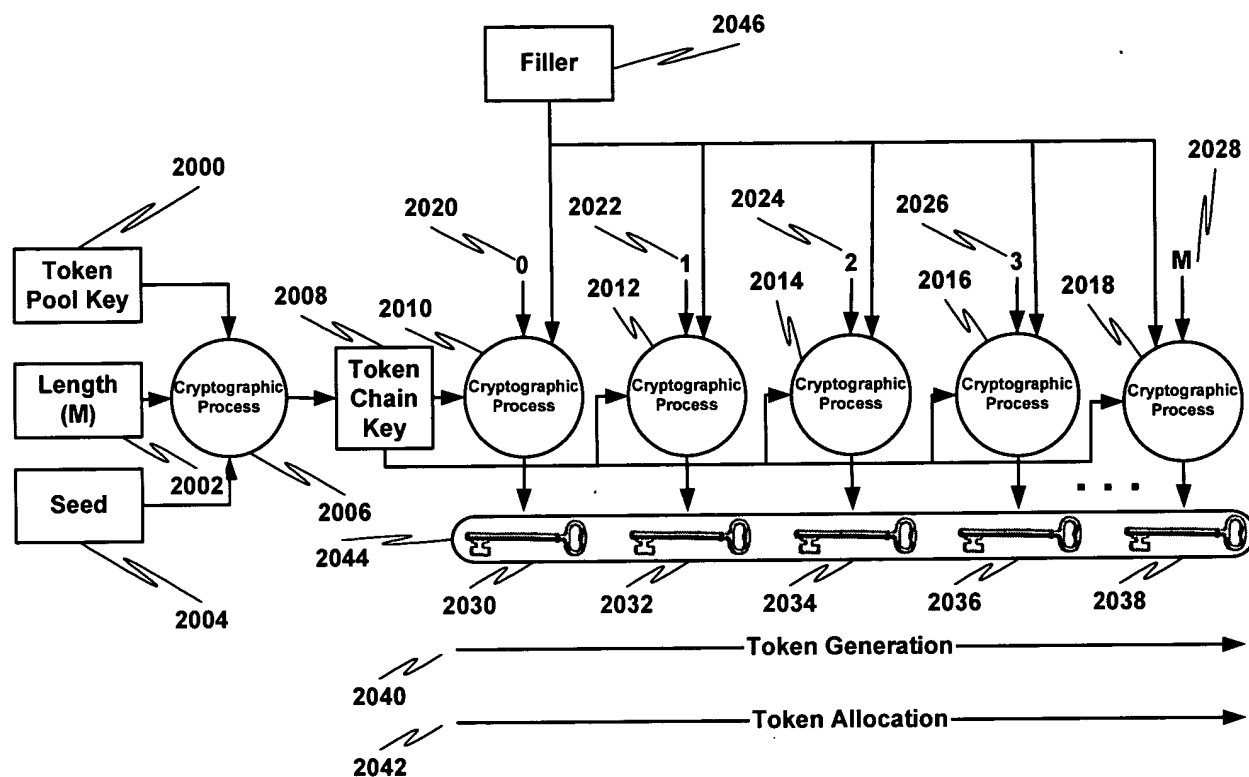 2046
Filler
2028
2000
2020
2022
2024
2026
0
1
2
3
M
Token
Pool Key
2008
2010
2012
2014
2016
2018
Length
(M)
Cryptographic
Process
Token
Chain
Key
Cryptographic
Process
Cryptographic
Process
Cryptographic
Process
Cryptographic
Process
Cryptographic
Process
2002
Seed
2006
. . .
2044
2004
2030
2032
2034
2036
2038
Token Generation
2040
Token Allocation
2042